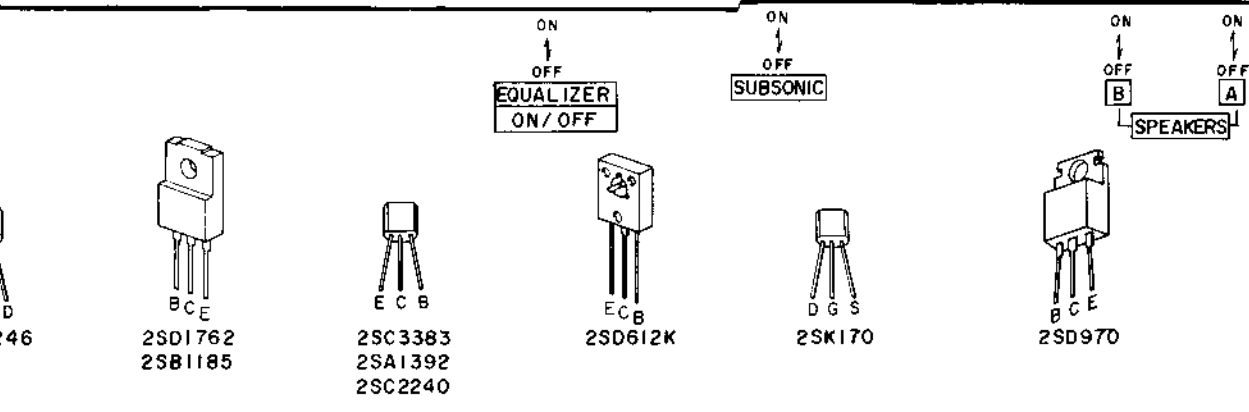 ON
OFF
EQUALIZER
ON/OFF
ON
OFF
SUBSONIC
ON ON
OFF OFF
B A
SPEAKERS
D
246
B C E
2SD1762
2SB1185
E C B
2SC3383
2SA1392
2SC2240
E C B
2SD612K
D G S
2SK170
B C E
2SD970